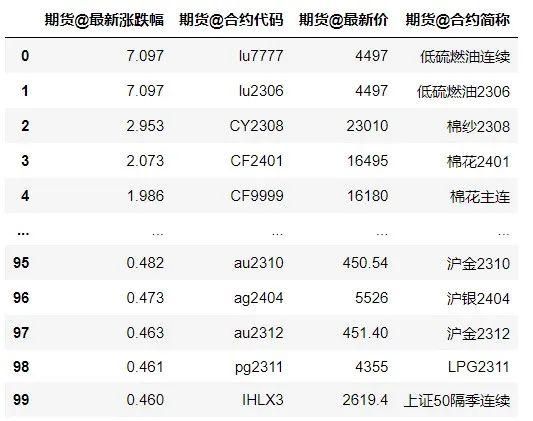 期货@最新涨跌幅 期货@合约代码 期货@最新价 期货@合约简称
0 7.097 lu7777 4497 低硫燃油连续
1 7.097 lu2306 4497 低硫燃油2306
2 2.953 CY2308 23010 棉纱2308
3 2.073 CF2401 16495 棉花2401
4 1.986 CF9999 16180 棉花主连
... ... ... ... ...
95 0.482 au2310 450.54 沪金2310
96 0.473 ag2404 5526 沪银2404
97 0.463 au2312 451.40 沪金2312
98 0.461 pg2311 4355 LPG2311
99 0.460 IHLX3 2619.4 上证50隔季连续